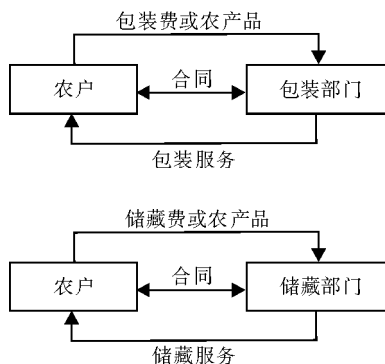 包装费或农产品
农户
合同
包装部门
包装服务
储藏费或农产品
农户
合同
储藏部门
储藏服务